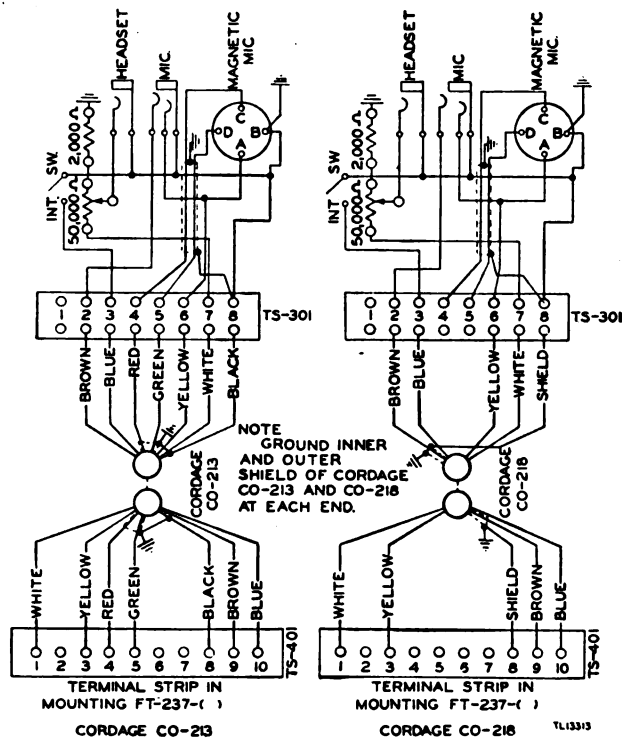 HEADSET
MIC.
MAGNETIC MIC.
SW.
INT.
2,000 Ω
50,000 Ω
C
D B
A
1 2 3 4 5 6 7 8
TS-301
BROWN
BLUE
RED
GREEN
YELLOW
WHITE
BLACK
CORDAGE CO-213
WHITE
YELLOW
RED
GREEN
BLACK
BROWN
BLUE
1 2 3 4 5 6 7 8 9 10
TS-401
TERMINAL STRIP IN
MOUNTING FT-237-( )
CORDAGE CO-213
NOTE
GROUND INNER
AND OUTER
SHIELD OF CORDAGE
CO-213 AND CO-218
AT EACH END.
HEADSET
MIC
MAGNETIC MIC.
SW.
INT.
2,000 Ω
50,000 Ω
C
D B
A
1 2 3 4 5 6 7 8
TS-301
BROWN
BLUE
YELLOW
WHITE
SHIELD
CORDAGE CO-218
WHITE
YELLOW
SHIELD
BROWN
BLUE
1 2 3 4 5 6 7 8 9 10
TS-401
TERMINAL STRIP IN
MOUNTING FT-237-( )
CORDAGE CO-218
TL13313